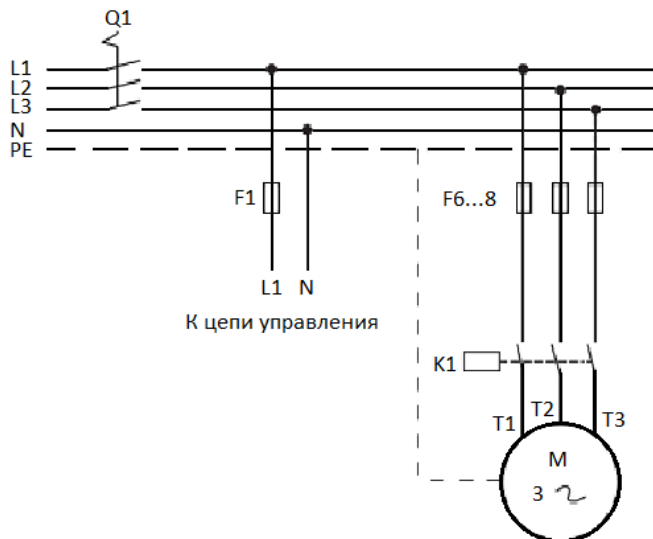 Q1
L1
L2
L3
N
PE
F1
F6...8
L1 N
К цепи управления
K1
T1 T2 T3
M
3